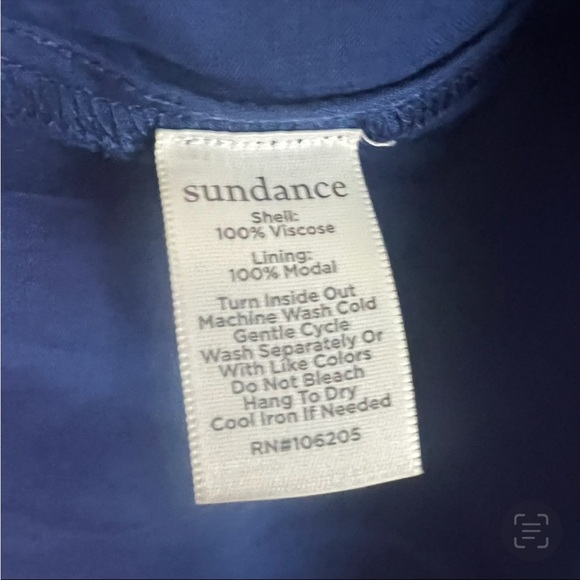 sundance
Shell:
100% Viscose
Lining:
100% Modal
Turn Inside Out
Machine Wash Cold
Gentle Cycle
Wash Separately Or
With Like Colors
Do Not Bleach
Hang To Dry
Cool Iron If Needed
RN#106205